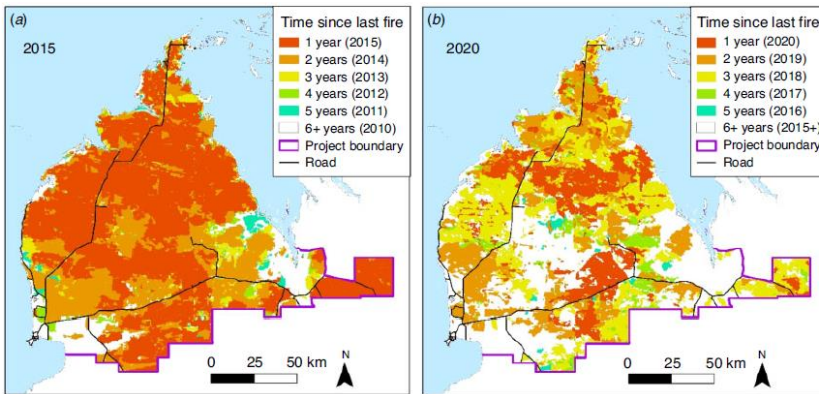 (a)
2015
Time since last fire
1 year (2015)
2 years (2014)
3 years (2013)
4 years (2012)
5 years (2011)
6+ years (2010)
Project boundary
Road
0 25 50 km
N
(b)
2020
Time since last fire
1 year (2020)
2 years (2019)
3 years (2018)
4 years (2017)
5 years (2016)
6+ years (2015+)
Project boundary
Road
0 25 50 km
N